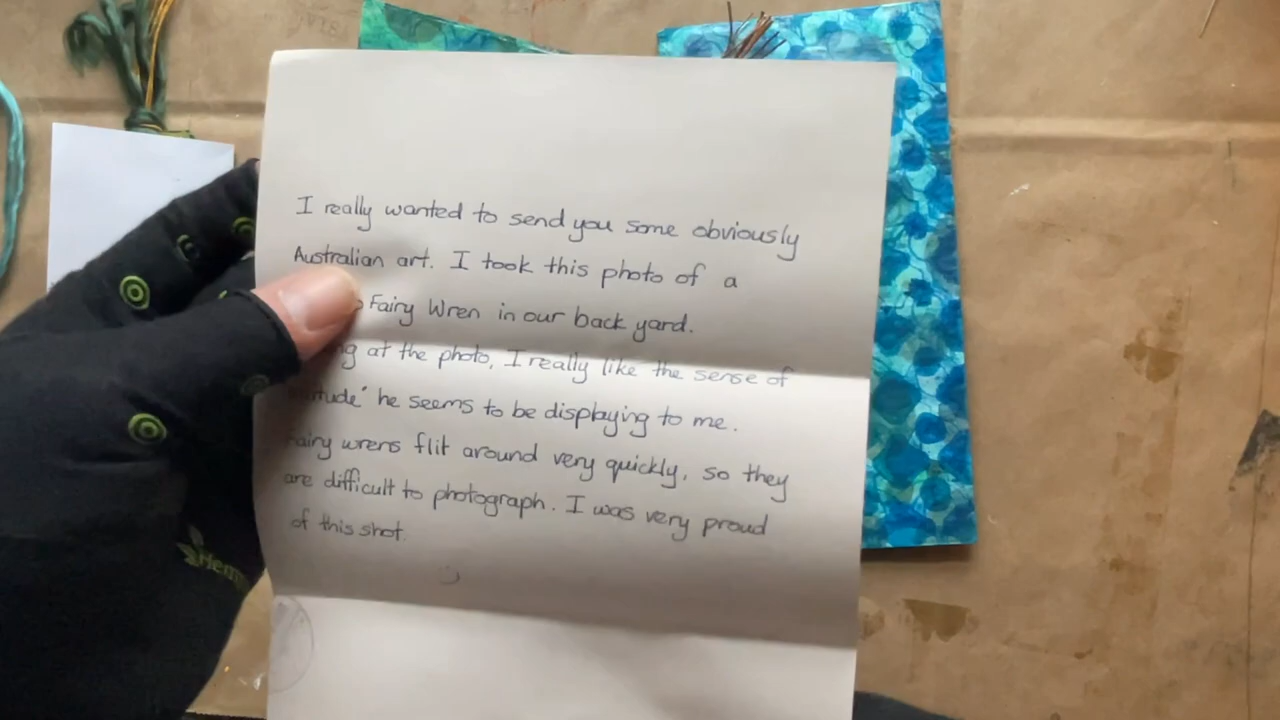 I really wanted to send you some obviously
Australian art. I took this photo of a
Fairy Wren in our back yard.
at the photo, I really like the sense of
he seems to be displaying to me.
Fairy wrens flit around very quickly, so they
are difficult to photograph. I was very proud
of this shot.